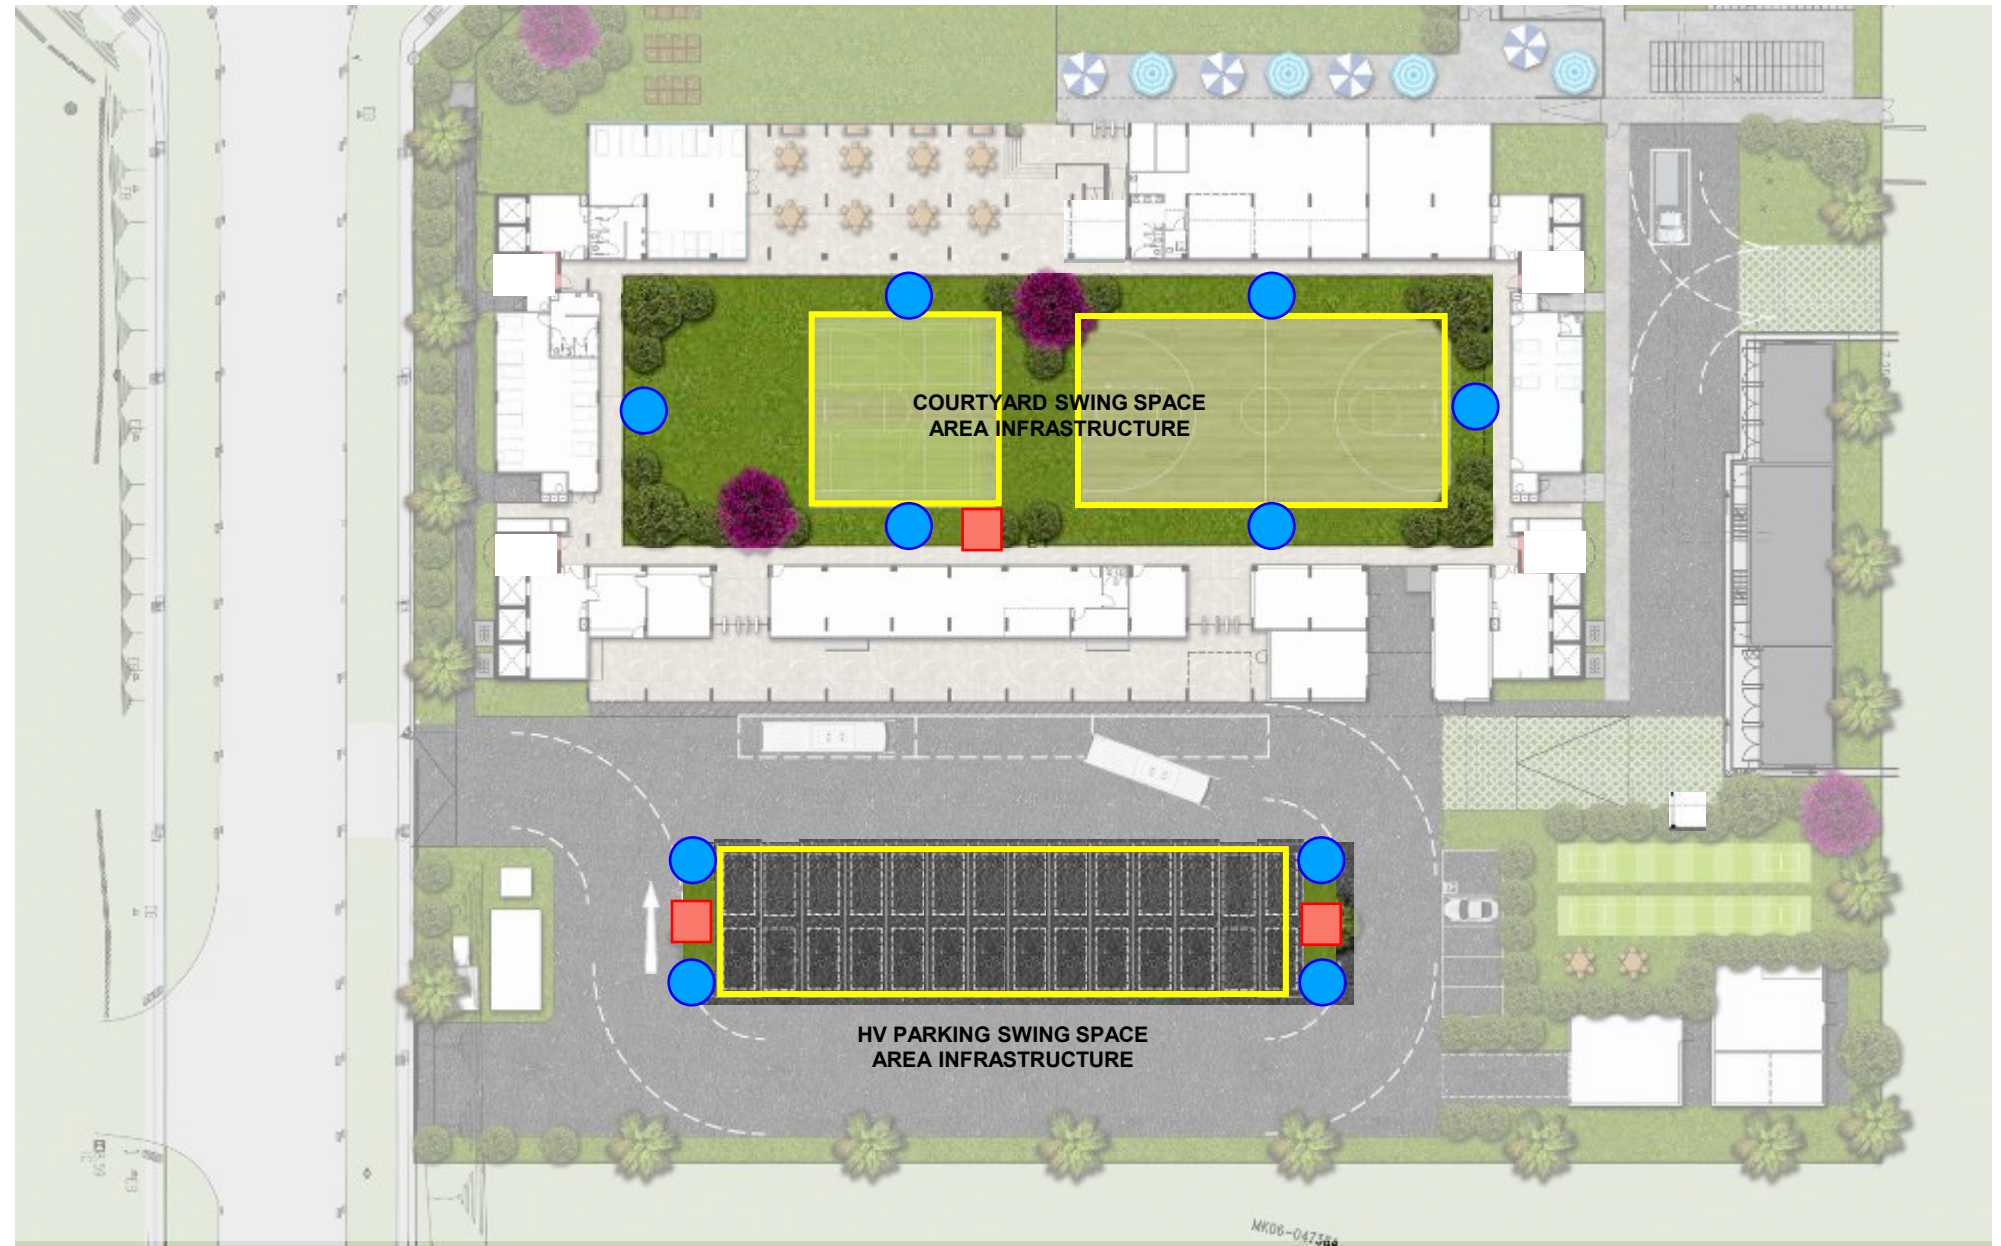 COURTYARD SWING SPACE
AREA INFRASTRUCTURE
HV PARKING SWING SPACE
AREA INFRASTRUCTURE